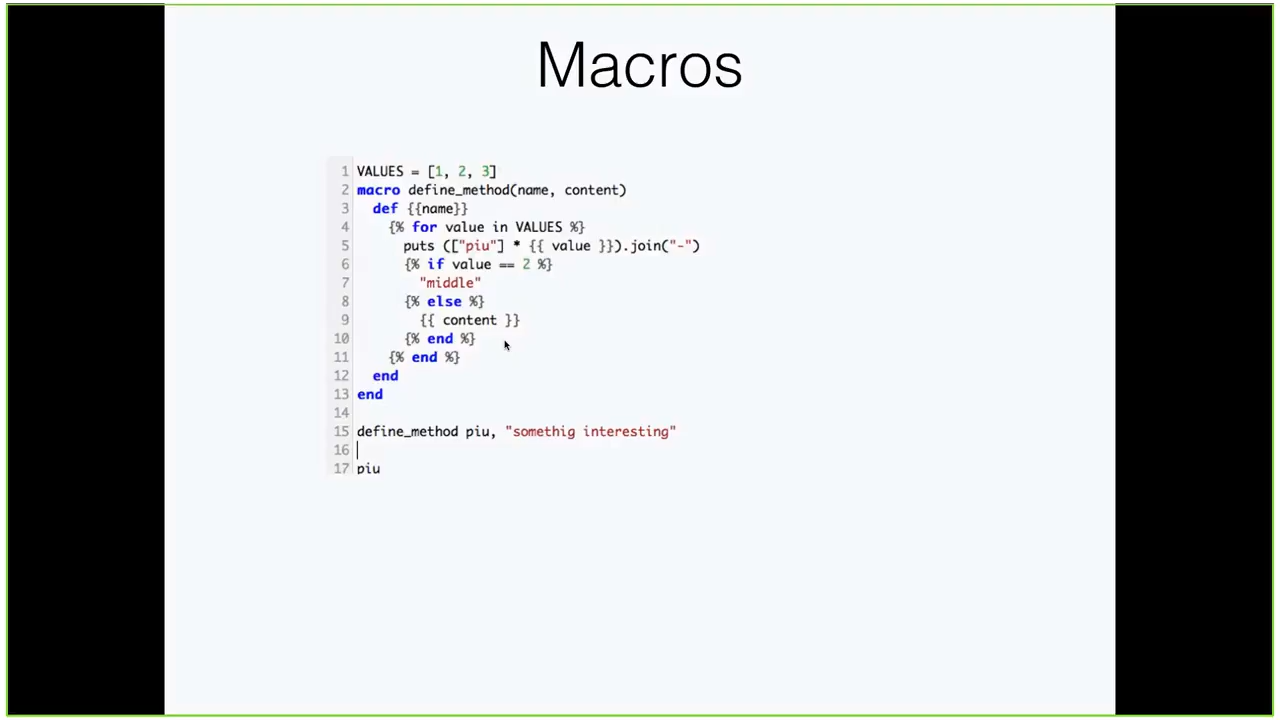 Macros
1 VALUES = [1, 2, 3]
2 macro define_method(name, content)
3   def {{name}}
4     {% for value in VALUES %}
5       puts (["piu"] * {{ value }}).join("-")
6       {% if value == 2 %}
7         "middle"
8       {% else %}
9         {{ content }}
10       {% end %}
11     {% end %}
12   end
13 end
14
15 define_method piu, "somethig interesting"
16
17 piu